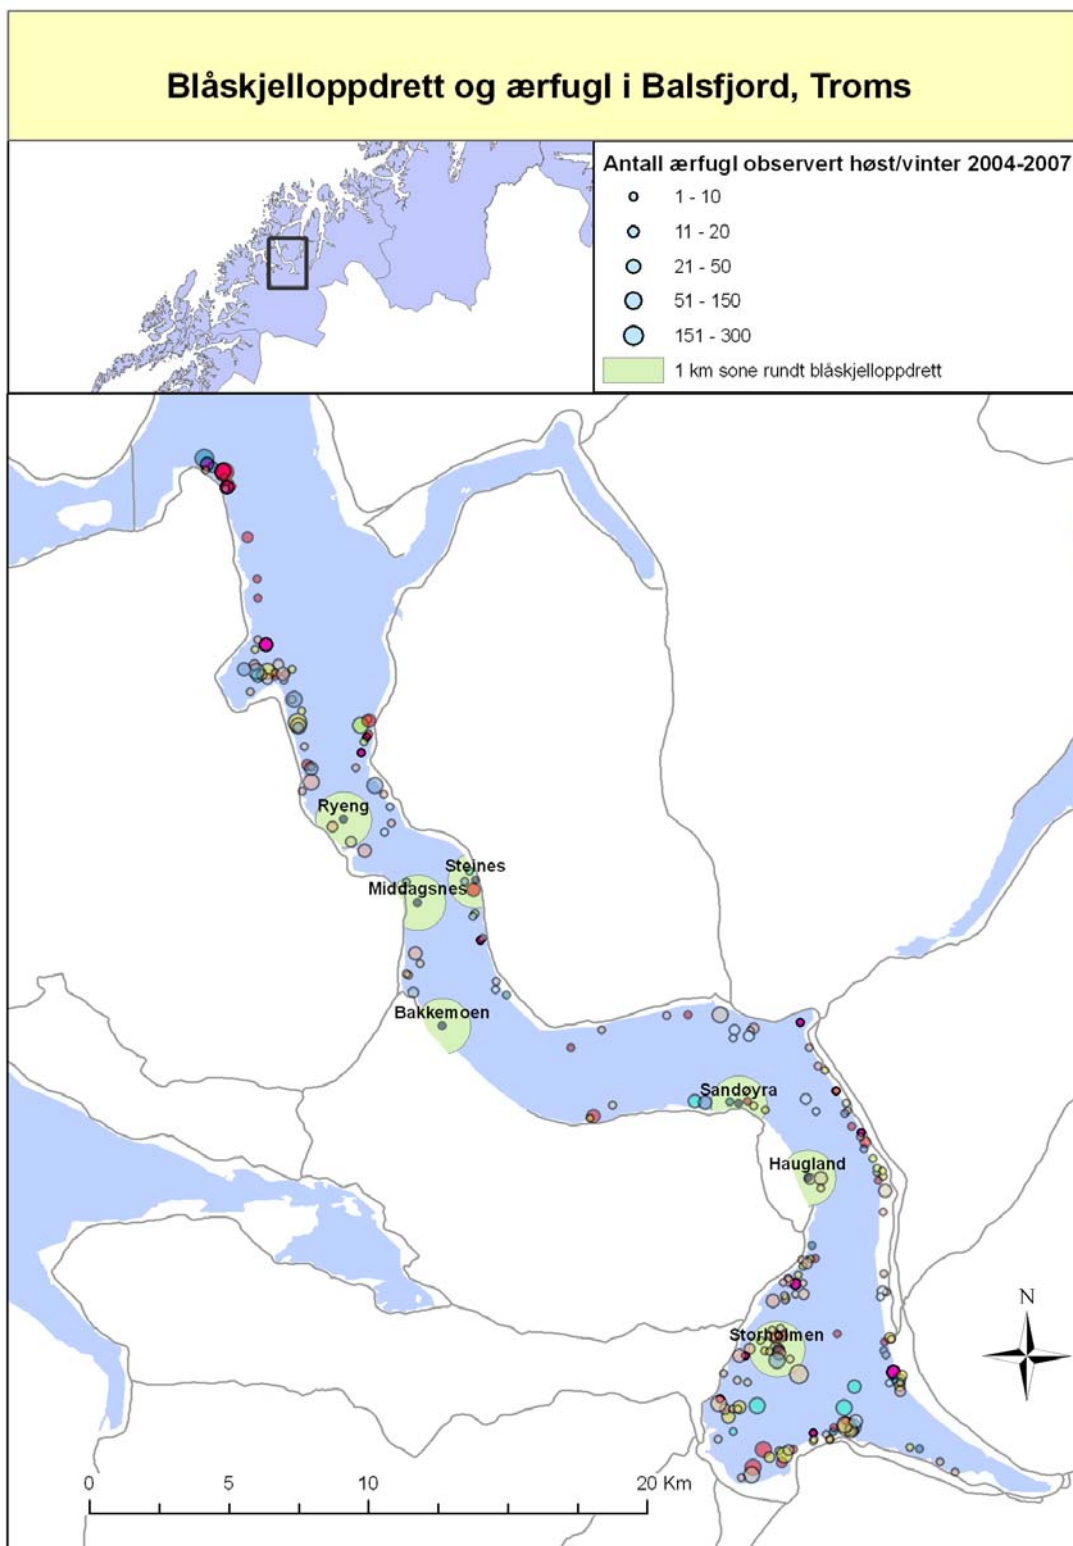 Blåskjelloppdrett og ærfugl i Balsfjord, Troms
Antall ærfugl observert høst/vinter 2004-2007
1 - 10
11 - 20
21 - 50
51 - 150
151 - 300
1 km sone rundt blåskjelloppdrett
Ryeng
Steines
Middagsnes
Bakkemoen
Sandøyra
Haugland
N
Storholmen
0 5 10 20 Km